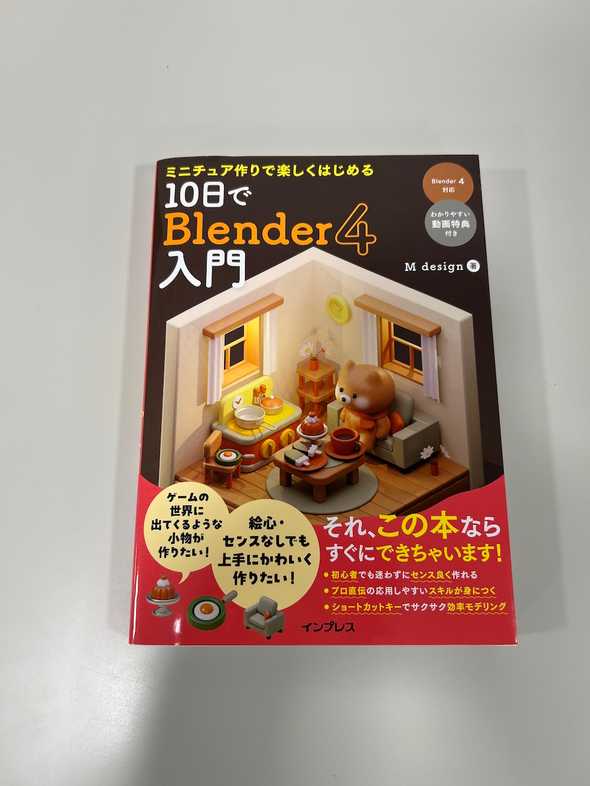 ミニチュア作りで楽しくはじめる
10日で
Blender 4
入門
Blender 4
対応
わかりやすい
動画特典
付き
M design 著
ゲームの
世界に
出てくるような
小物が
作りたい！
絵心・
センスなしでも
上手にかわいく
作りたい！
それ、この本なら
すぐにできちゃいます！
• 初心者でも迷わずにセンス良く作れる
• プロ直伝の応用しやすいスキルが身につく
• ショートカットキーでサクサク効率モデリング
インプレス